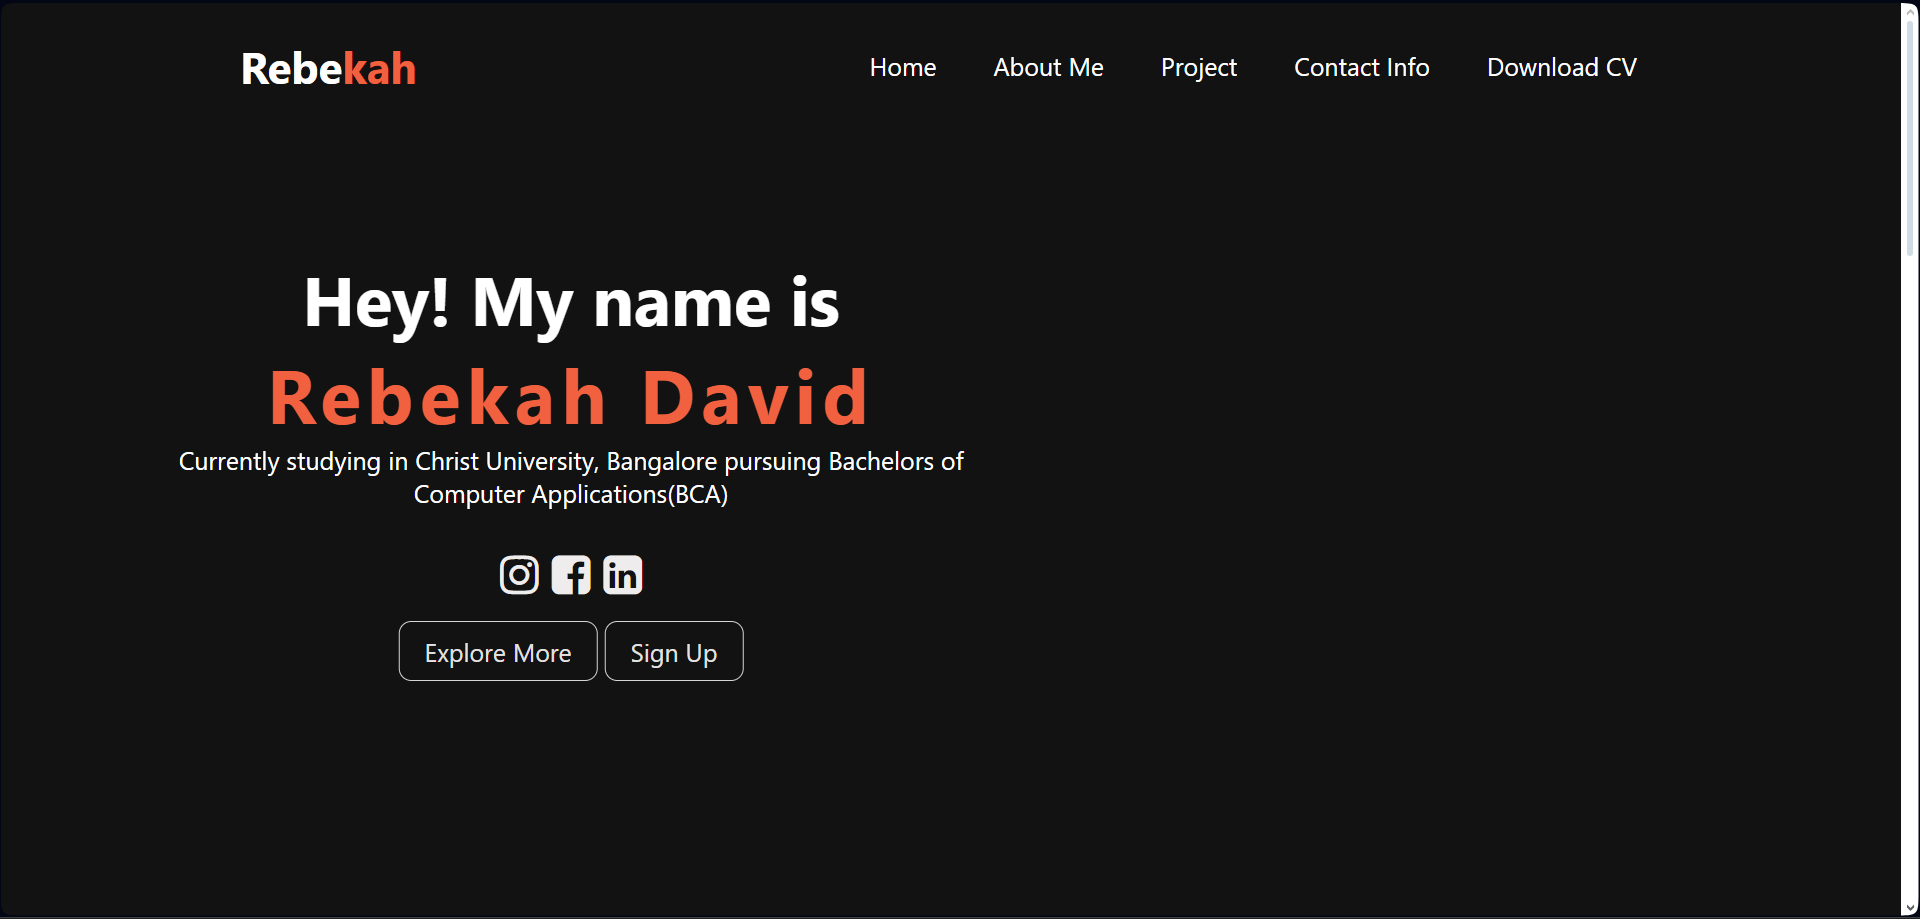 Rebekah
Home About Me Project Contact Info Download CV
Hey! My name is
Rebekah David
Currently studying in Christ University, Bangalore pursuing Bachelors of
Computer Applications(BCA)
Explore More Sign Up